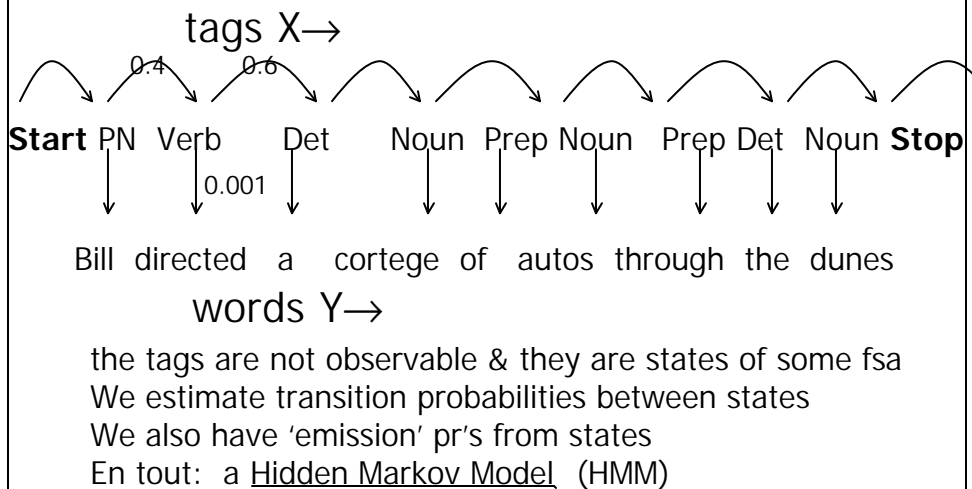 tags X→
0.4 0.6
Start PN Verb Det Noun Prep Noun Prep Det Noun Stop
0.001
Bill directed a cortege of autos through the dunes
words Y→
the tags are not observable & they are states of some fsa
We estimate transition probabilities between states
We also have ‘emission’ pr's from states
En tout: a Hidden Markov Model (HMM)